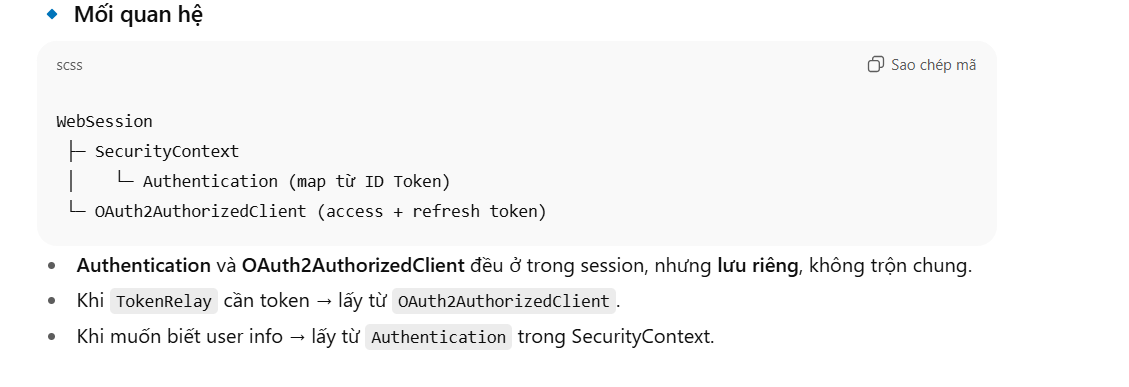 Mối quan hệ
scss
Sao chép mã
WebSession
├─ SecurityContext
│    └─ Authentication (map từ ID Token)
└─ OAuth2AuthorizedClient (access + refresh token)
• Authentication và OAuth2AuthorizedClient đều ở trong session, nhưng lưu riêng, không trộn chung.
• Khi TokenRelay cần token → lấy từ OAuth2AuthorizedClient.
• Khi muốn biết user info → lấy từ Authentication trong SecurityContext.